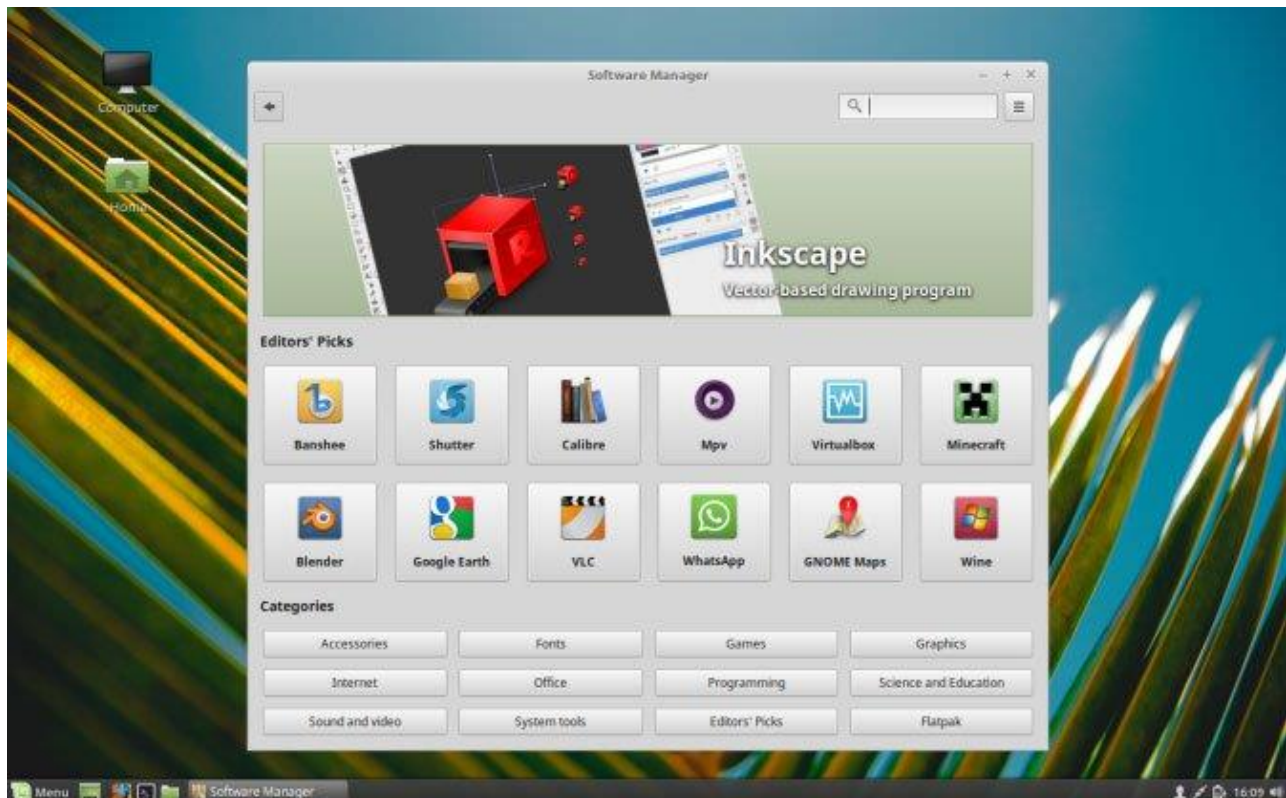 Computer
Home
Software Manager
Inkscape
Vector-based drawing program
Editors' Picks
Banshee
Shutter
Calibre
Mpv
Virtualbox
Minecraft
Blender
Google Earth
VLC
WhatsApp
GNOME Maps
Wine
Categories
Accessories
Fonts
Games
Graphics
Internet
Office
Programming
Science and Education
Sound and video
System tools
Editors' Picks
Flatpak
Menu
Software Manager
16:09